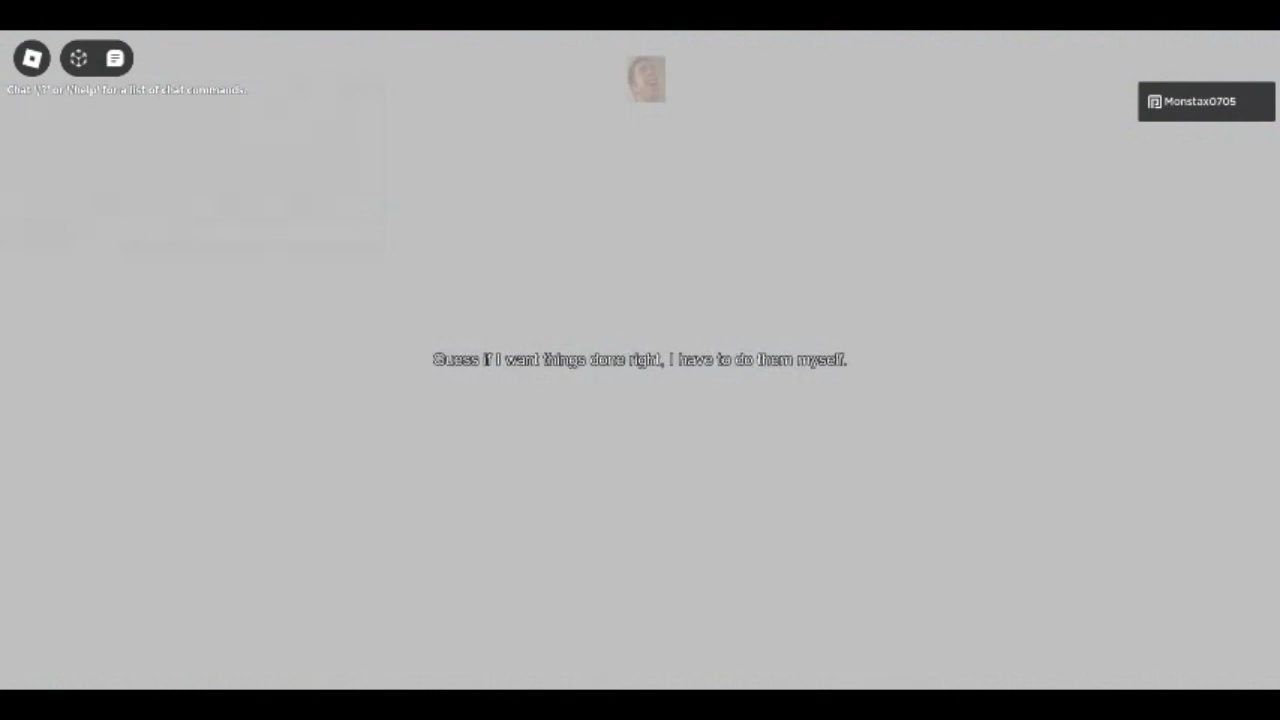 Chat '/?' or '/help' for a list of chat commands.
Monstax0705
Guess if I want things done right, I have to do them myself.